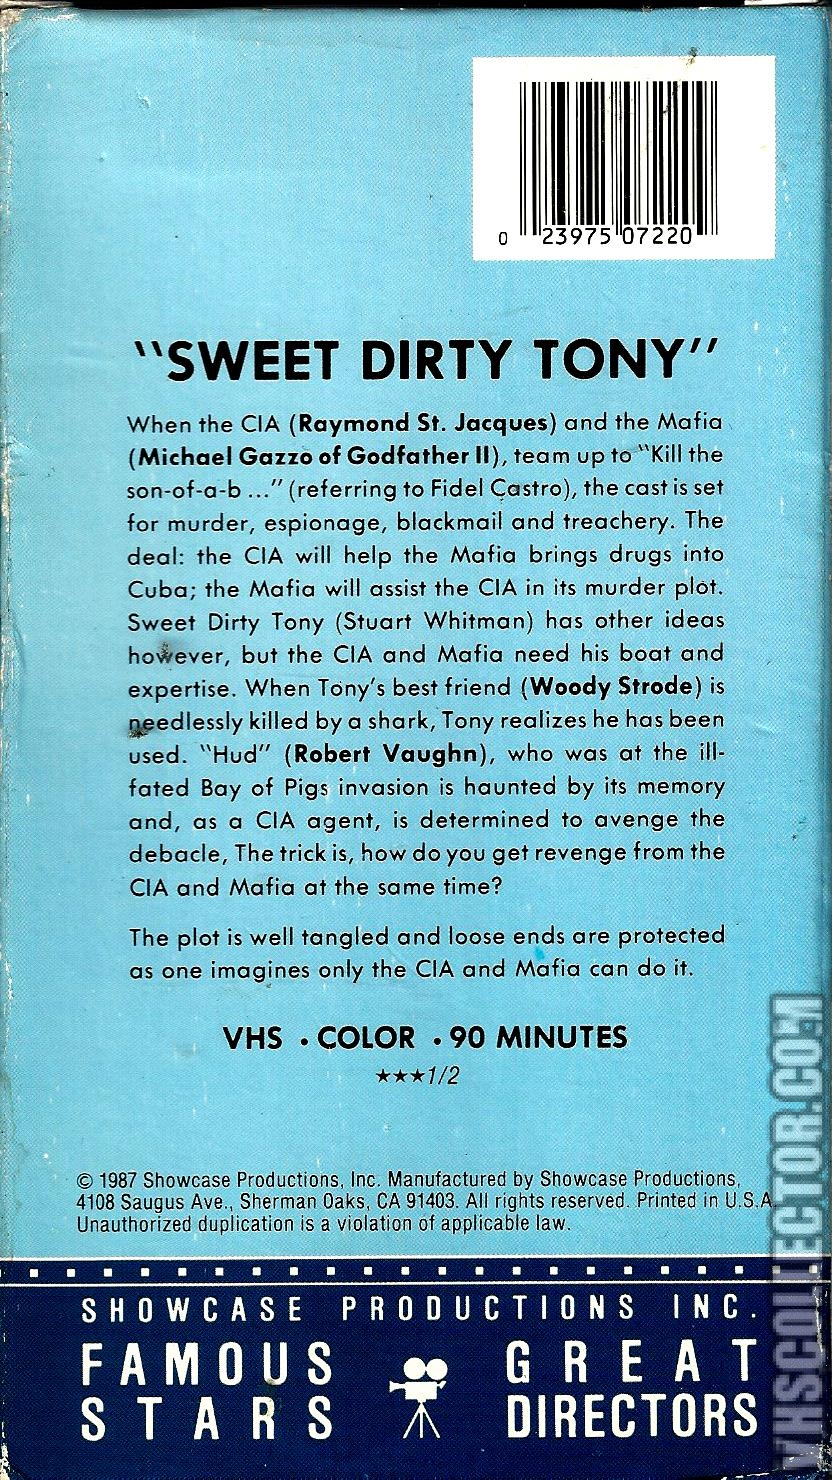 0 23975 07220
"SWEET DIRTY TONY"
When the CIA (Raymond St. Jacques) and the Mafia
(Michael Gazzo of Godfather II), team up to "Kill the
son-of-a-b ..." (referring to Fidel Castro), the cast is set
for murder, espionage, blackmail and treachery. The
deal: the CIA will help the Mafia brings drugs into
Cuba; the Mafia will assist the CIA in its murder plot.
Sweet Dirty Tony (Stuart Whitman) has other ideas
however, but the CIA and Mafia need his boat and
expertise. When Tony's best friend (Woody Strode) is
needlessly killed by a shark, Tony realizes he has been
used. "Hud" (Robert Vaughn), who was at the ill-
fated Bay of Pigs invasion is haunted by its memory
and, as a CIA agent, is determined to avenge the
debacle, The trick is, how do you get revenge from the
CIA and Mafia at the same time?
The plot is well tangled and loose ends are protected
as one imagines only the CIA and Mafia can do it.
VHS • COLOR • 90 MINUTES
★★★1/2
© 1987 Showcase Productions, Inc. Manufactured by Showcase Productions,
4108 Saugus Ave., Sherman Oaks, CA 91403. All rights reserved. Printed in U.S.A.
Unauthorized duplication is a violation of applicable law.
SHOWCASE PRODUCTIONS INC.
FAMOUS STARS
GREAT DIRECTORS
VHSCOLLECTOR.COM